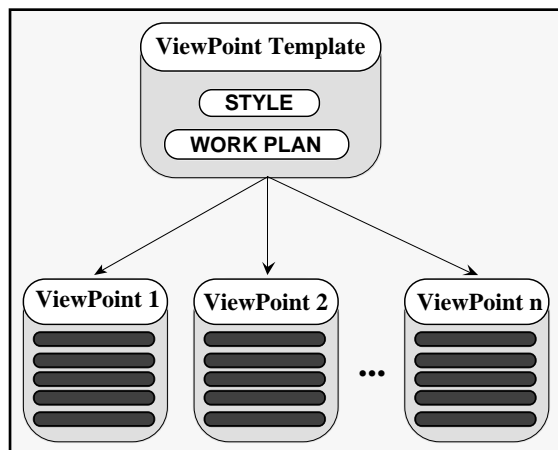 ViewPoint Template
STYLE
WORK PLAN
ViewPoint 1
ViewPoint 2
...
ViewPoint n